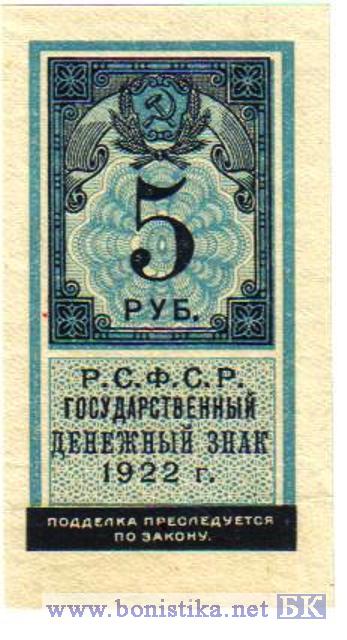 5
РУБ.
Р.С.Ф.С.Р.
ГОСУДАРСТВЕННЫЙ
ДЕНЕЖНЫЙ ЗНАК
1922 г.
ПОДДЕЛКА ПРЕСЛЕДУЕТСЯ
ПО ЗАКОНУ.
www.bonistika.net БК